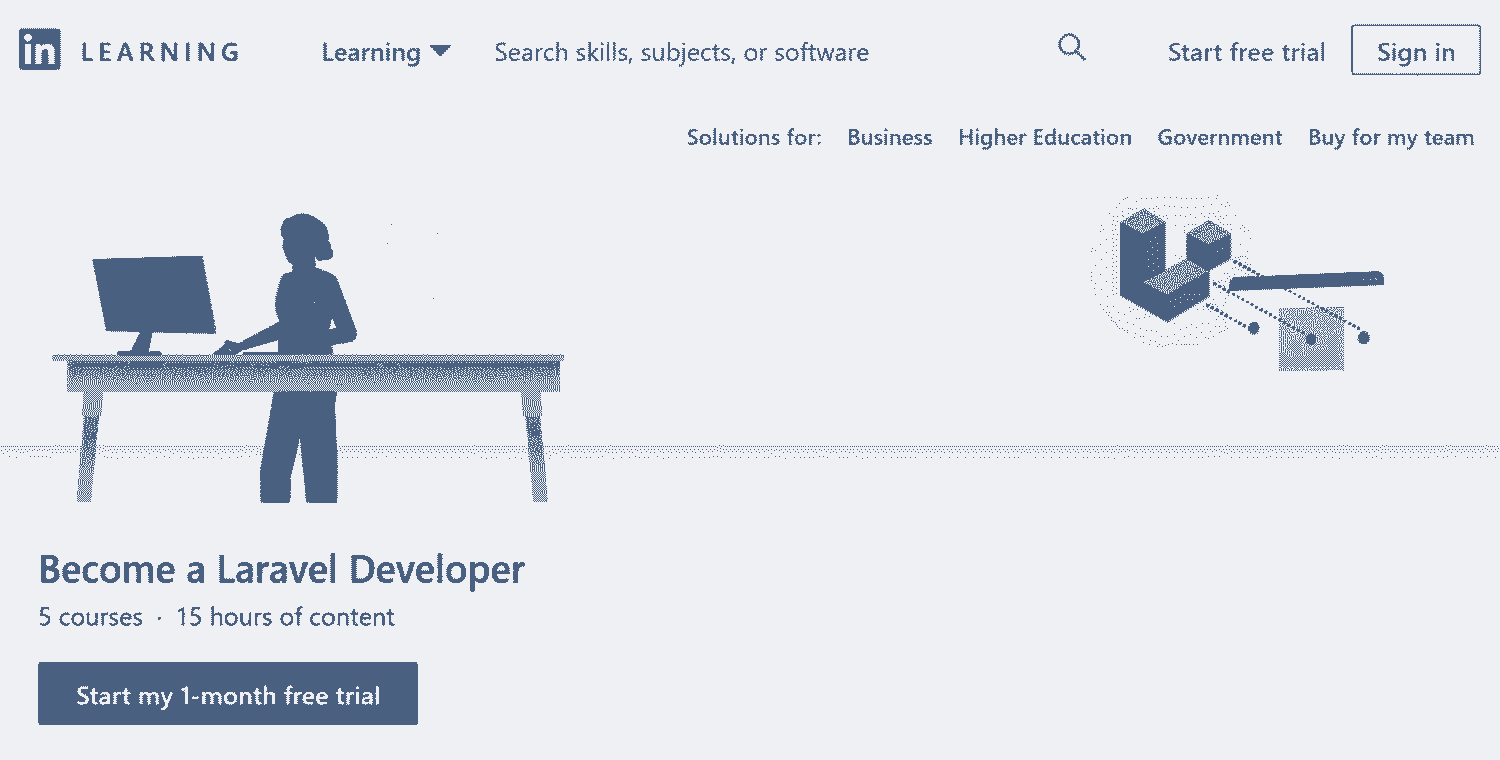 in LEARNING Learning Search skills, subjects, or software Start free trial Sign in
Solutions for: Business Higher Education Government Buy for my team
Become a Laravel Developer
5 courses · 15 hours of content
Start my 1-month free trial